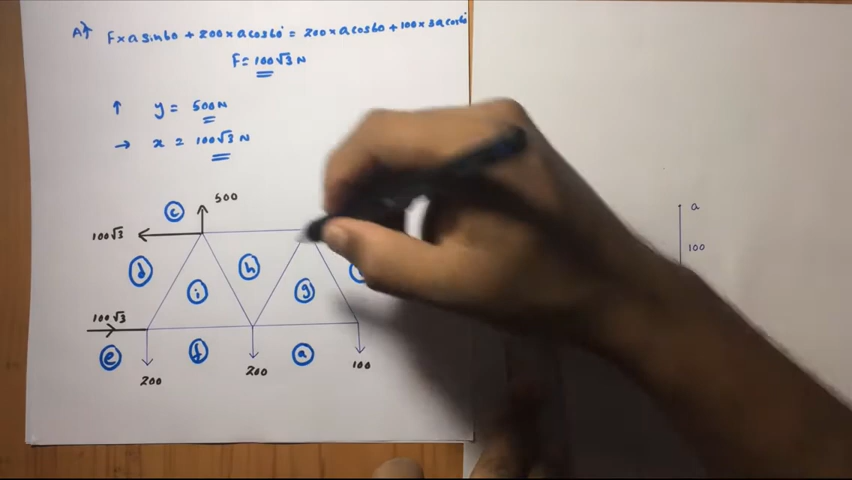 A↑ F×a sin60 + 200×a cos60° = 200×a cos60 + 100×3a cos60°
F = 100√3 N
↑ y = 500 N
→ x = 100√3 N
c 500
100√3
d i h g
100√3
e f a
200 200 100
a
100